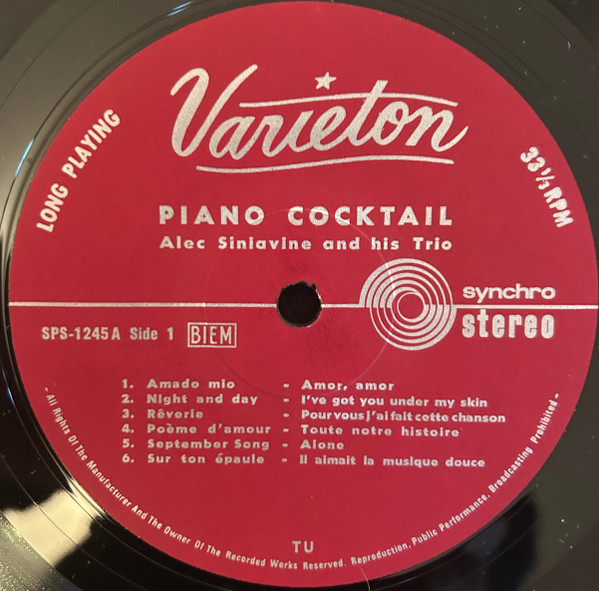 Varieton
LONG PLAYING
33⅓ RPM
PIANO COCKTAIL
Alec Siniavine and his Trio
synchro
stereo
SPS-1245A Side 1 BIEM
1. Amado mio - Amor, amor
2. Night and day - I've got you under my skin
3. Rêverie - Pour vous j'ai fait cette chanson
4. Poème d'amour - Toute notre histoire
5. September Song - Alone
6. Sur ton épaule - Il aimait la musique douce
TU
- All Rights Of The Manufacturer And The Owner Of The Recorded Works Reserved. Reproduction, Public Performance, Broadcasting Prohibited -